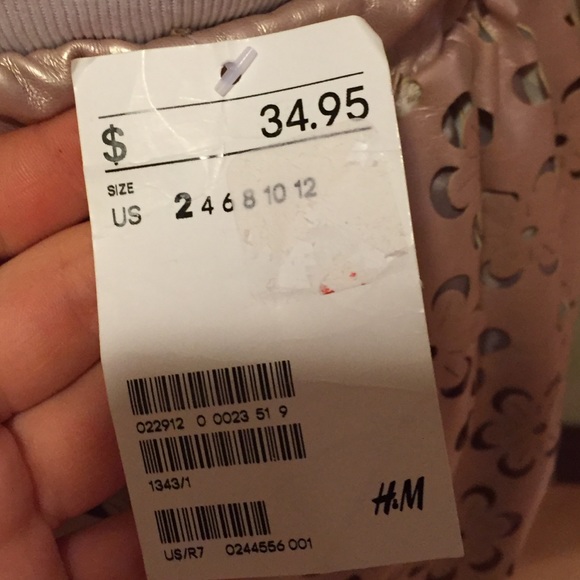 $ 34.95
SIZE
US 2 4 6 8 10 12
022912 0 0023 51 9
1343/1
H&M
US/R7 0244556 001